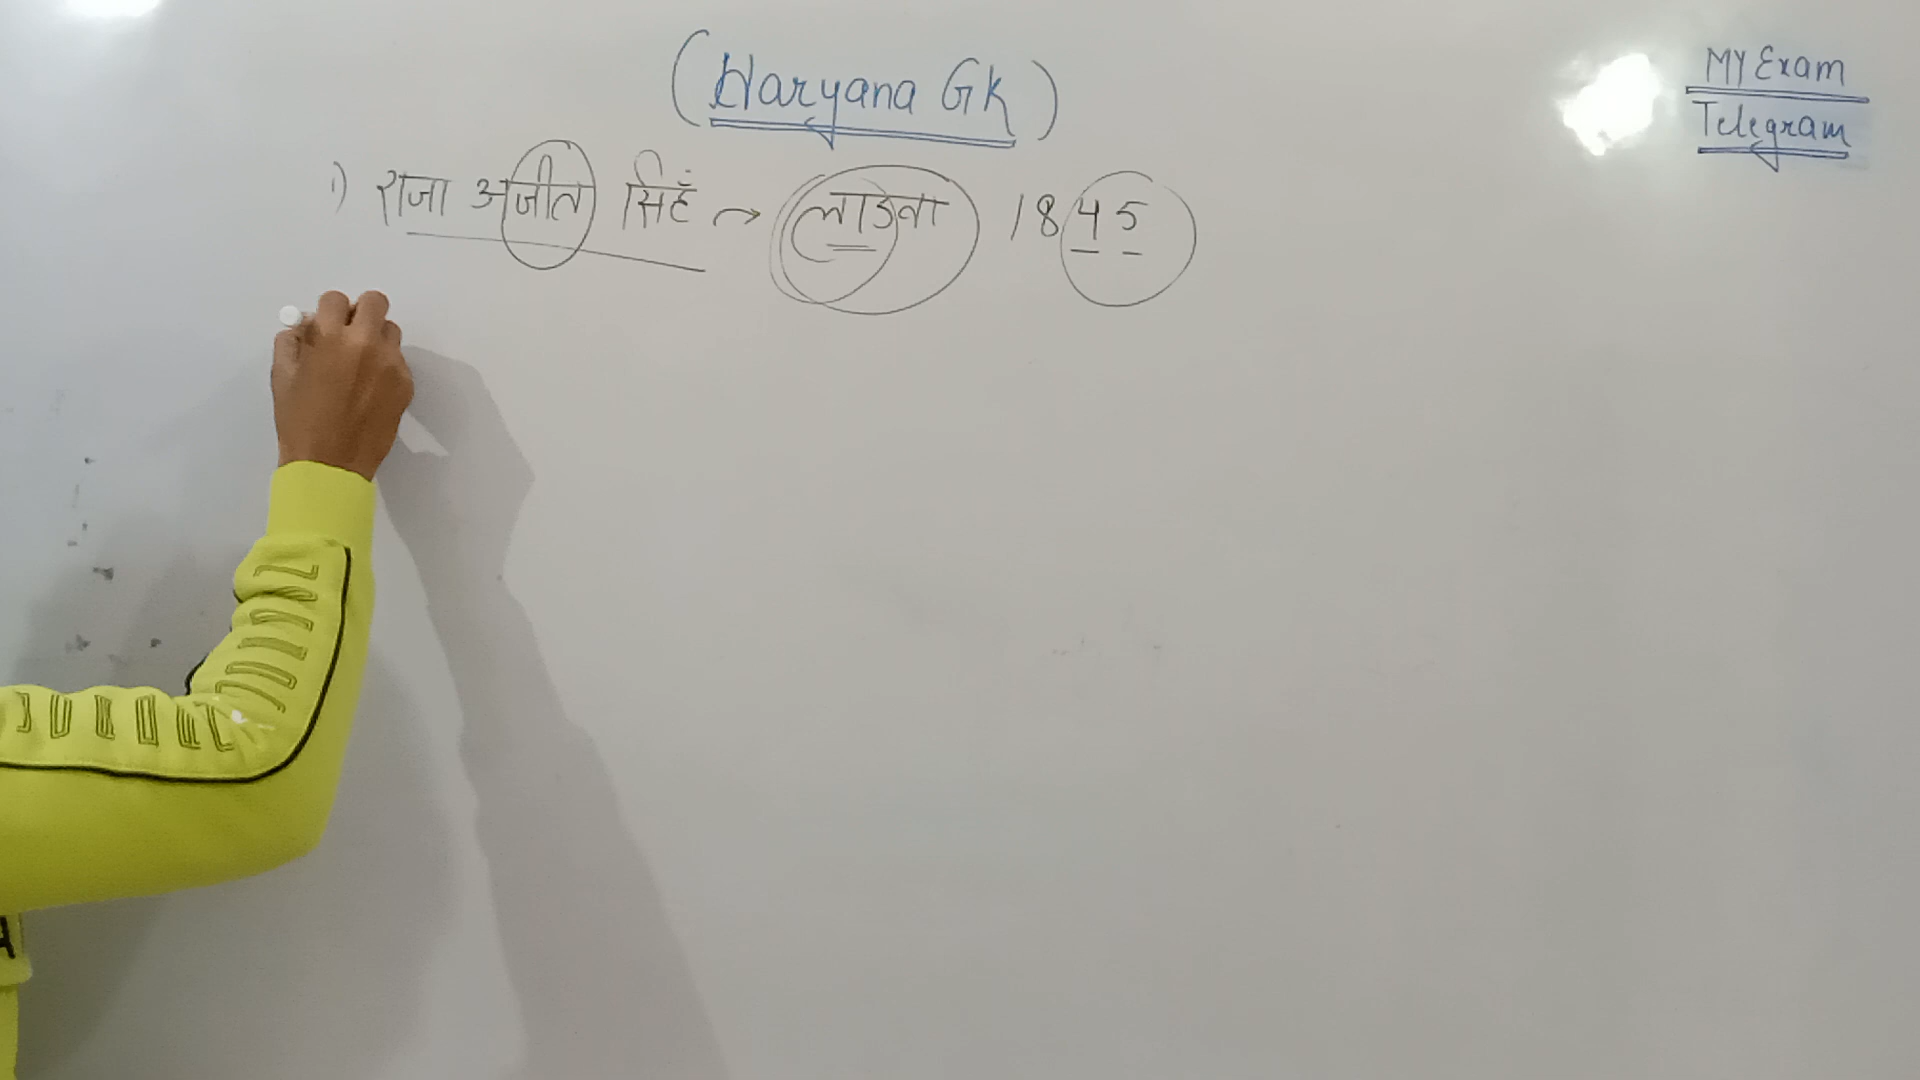 (Haryana GK)
MY Exam
Telegram
1) राजा अजीत सिहँ → लाडवा 1845